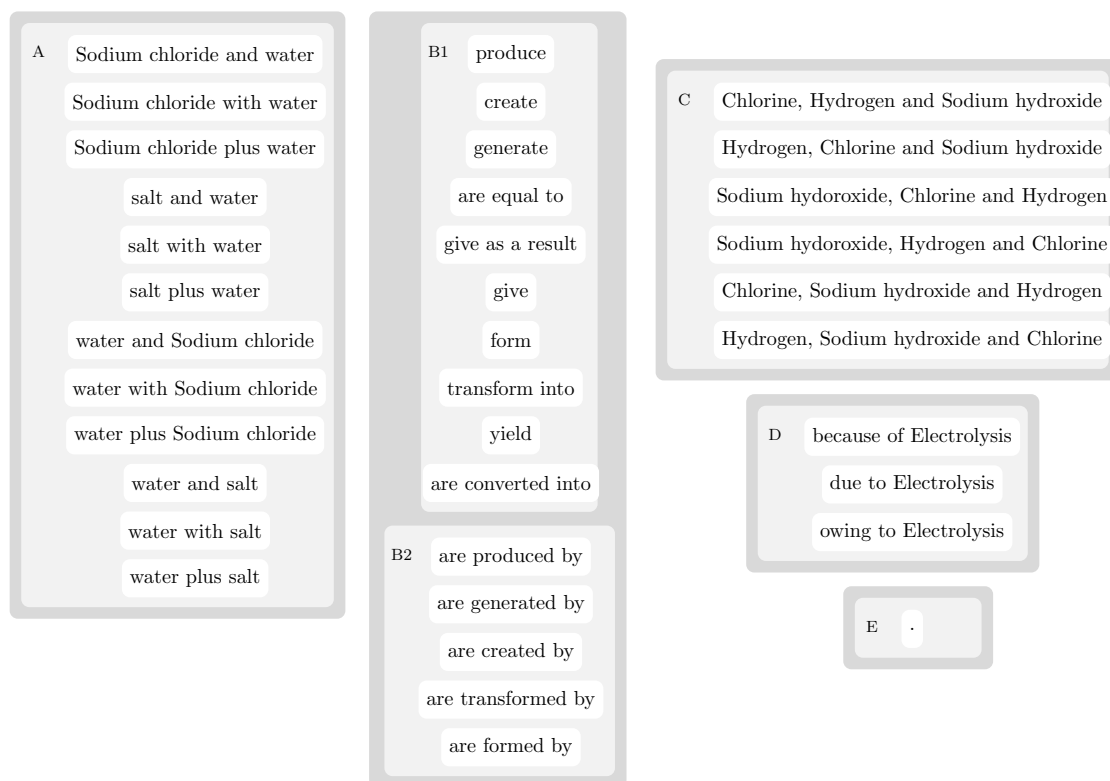 A
Sodium chloride and water
Sodium chloride with water
Sodium chloride plus water
salt and water
salt with water
salt plus water
water and Sodium chloride
water with Sodium chloride
water plus Sodium chloride
water and salt
water with salt
water plus salt
B1
produce
create
generate
are equal to
give as a result
give
form
transform into
yield
are converted into
B2
are produced by
are generated by
are created by
are transformed by
are formed by
C
Chlorine, Hydrogen and Sodium hydroxide
Hydrogen, Chlorine and Sodium hydroxide
Sodium hydoroxide, Chlorine and Hydrogen
Sodium hydoroxide, Hydrogen and Chlorine
Chlorine, Sodium hydroxide and Hydrogen
Hydrogen, Sodium hydroxide and Chlorine
D
because of Electrolysis
due to Electrolysis
owing to Electrolysis
E
.